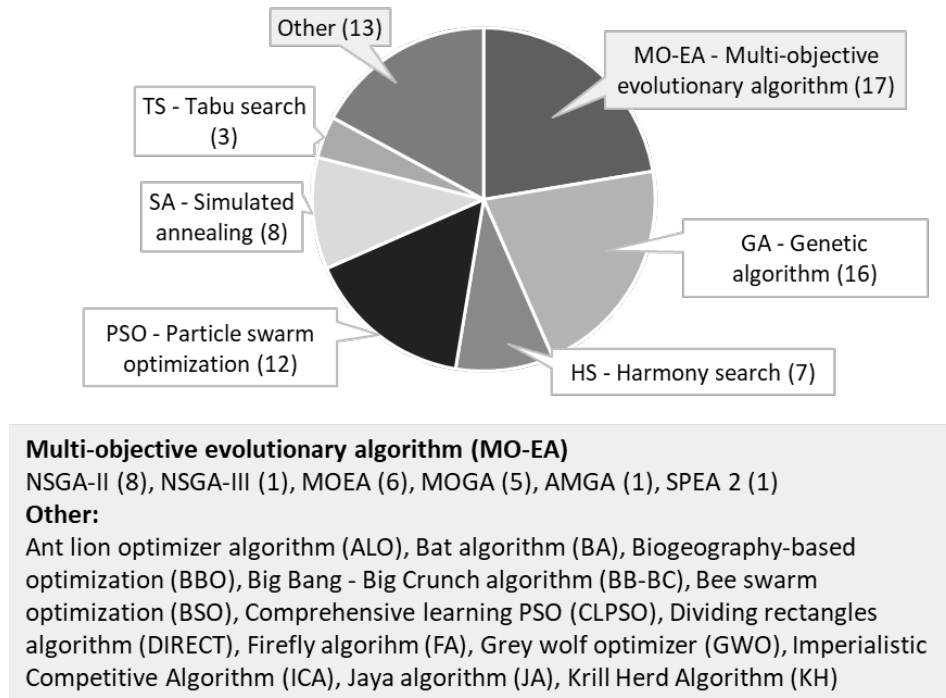 Other (13)
MO-EA - Multi-objective
evolutionary algorithm (17)
TS - Tabu search
(3)
SA - Simulated
annealing (8)
GA - Genetic
algorithm (16)
PSO - Particle swarm
optimization (12)
HS - Harmony search (7)
Multi-objective evolutionary algorithm (MO-EA)
NSGA-II (8), NSGA-III (1), MOEA (6), MOGA (5), AMGA (1), SPEA 2 (1)
Other:
Ant lion optimizer algorithm (ALO), Bat algorithm (BA), Biogeography-based
optimization (BBO), Big Bang - Big Crunch algorithm (BB-BC), Bee swarm
optimization (BSO), Comprehensive learning PSO (CLPSO), Dividing rectangles
algorithm (DIRECT), Firefly algorihm (FA), Grey wolf optimizer (GWO), Imperialistic
Competitive Algorithm (ICA), Jaya algorithm (JA), Krill Herd Algorithm (KH)